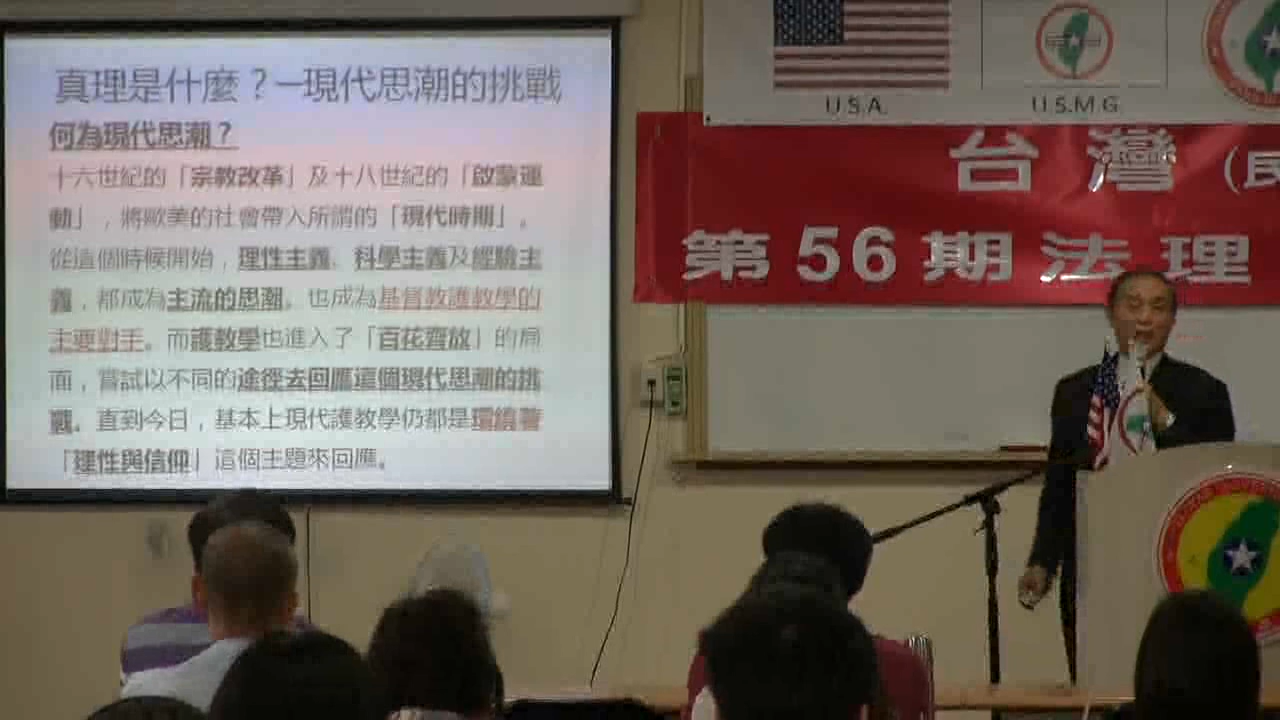 真理是什麼？─現代思潮的挑戰
何為現代思潮？
十六世紀的「宗教改革」及十八世紀的「啟蒙運
動」，將歐美的社會帶入所謂的「現代時期」。
從這個時候開始，理性主義、科學主義及經驗主
義，都成為主流的思潮。也成為基督教護教學的
主要對手。而護教學也進入了「百花齊放」的局
面，嘗試以不同的途徑去回應這個現代思潮的挑
戰。直到今日，基本上現代護教學仍都是環繞著
「理性與信仰」這個主題來回應。
U.S.A.
U.S.M.G.
台灣（民
第56期法理